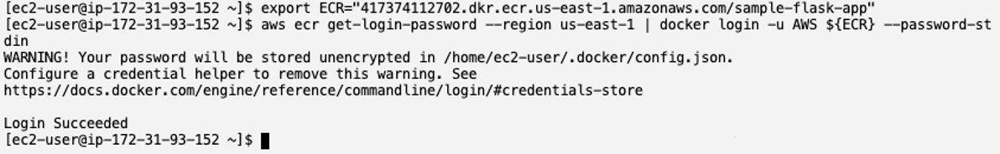 [ec2-user@ip-172-31-93-152 ~]$ export ECR="417374112702.dkr.ecr.us-east-1.amazonaws.com/sample-flask-app"
[ec2-user@ip-172-31-93-152 ~]$ aws ecr get-login-password --region us-east-1 | docker login -u AWS ${ECR} --password-st
din
WARNING! Your password will be stored unencrypted in /home/ec2-user/.docker/config.json.
Configure a credential helper to remove this warning. See
https://docs.docker.com/engine/reference/commandline/login/#credentials-store
Login Succeeded
[ec2-user@ip-172-31-93-152 ~]$